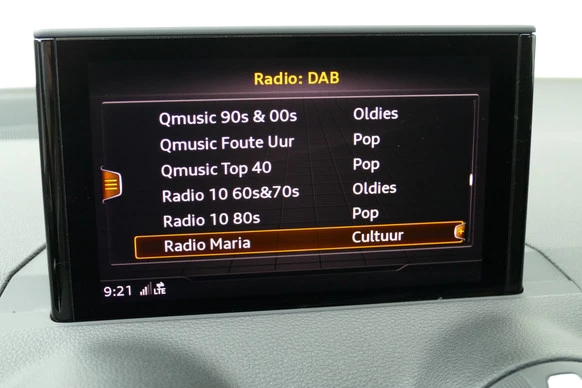 Radio: DAB
Qmusic 90s & 00s Oldies
Qmusic Foute Uur Pop
Qmusic Top 40 Pop
Radio 10 60s&70s Oldies
Radio 10 80s Pop
Radio Maria Cultuur
9:21 LTE